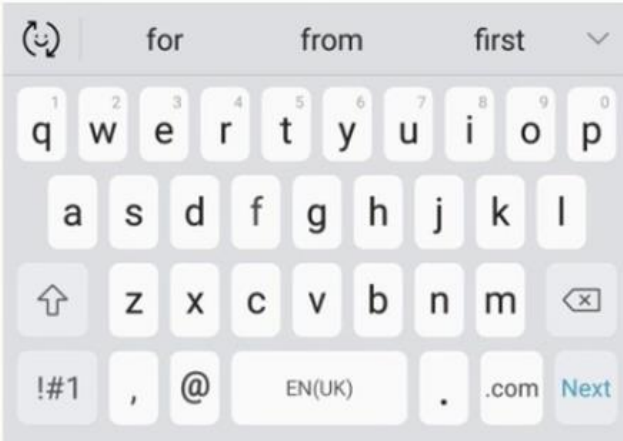 for from first
1 2 3 4 5 6 7 8 9 0
q w e r t y u i o p
a s d f g h j k l
z x c v b n m
!#1 , @ EN(UK) . .com Next